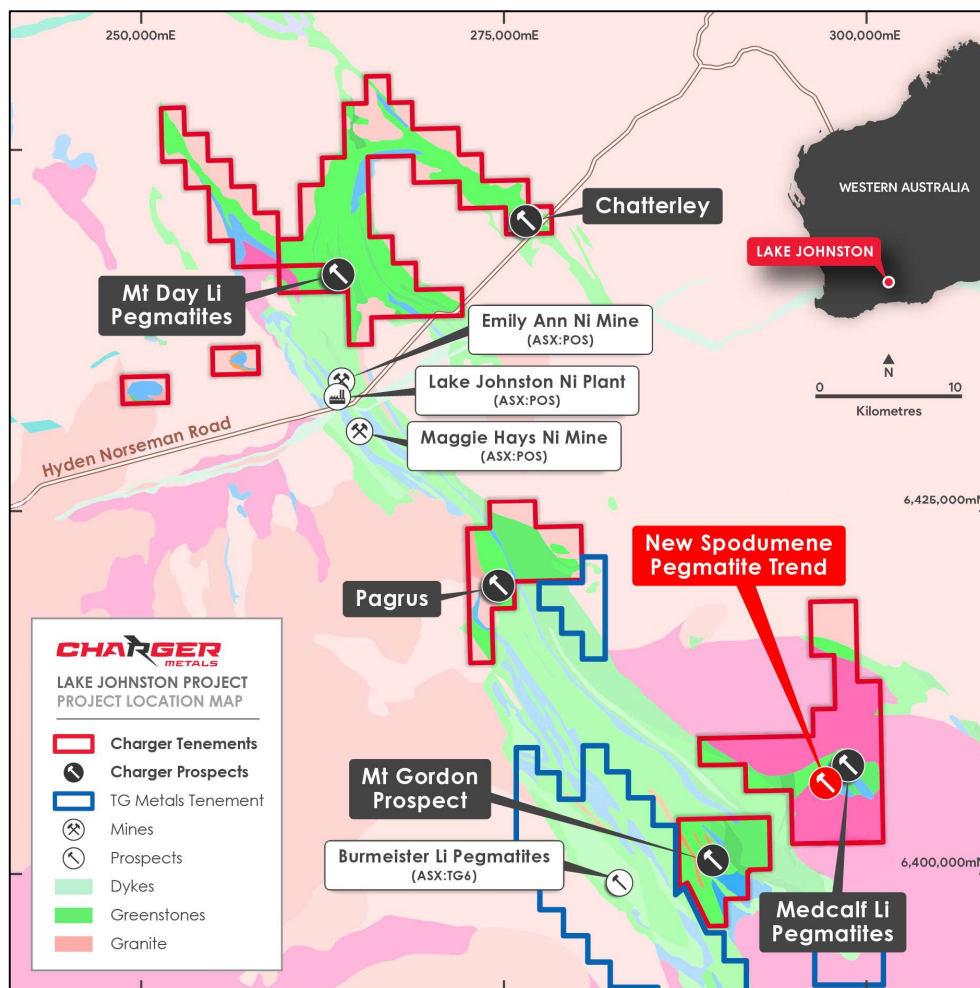 250,000mE
275,000mE
300,000mE
WESTERN AUSTRALIA
LAKE JOHNSTON
N
0
10
Kilometres
Chatterley
Mt Day Li
Pegmatites
Emily Ann Ni Mine
(ASX:POS)
Lake Johnston Ni Plant
(ASX:POS)
Maggie Hays Ni Mine
(ASX:POS)
Hyden Norseman Road
6,425,000mN
New Spodumene
Pegmatite Trend
Pagrus
CHARGER
METALS
LAKE JOHNSTON PROJECT
PROJECT LOCATION MAP
Charger Tenements
Charger Prospects
TG Metals Tenement
Mines
Prospects
Dykes
Greenstones
Granite
Mt Gordon
Prospect
Burmeister Li Pegmatites
(ASX:TG6)
6,400,000mN
Medcalf Li
Pegmatites